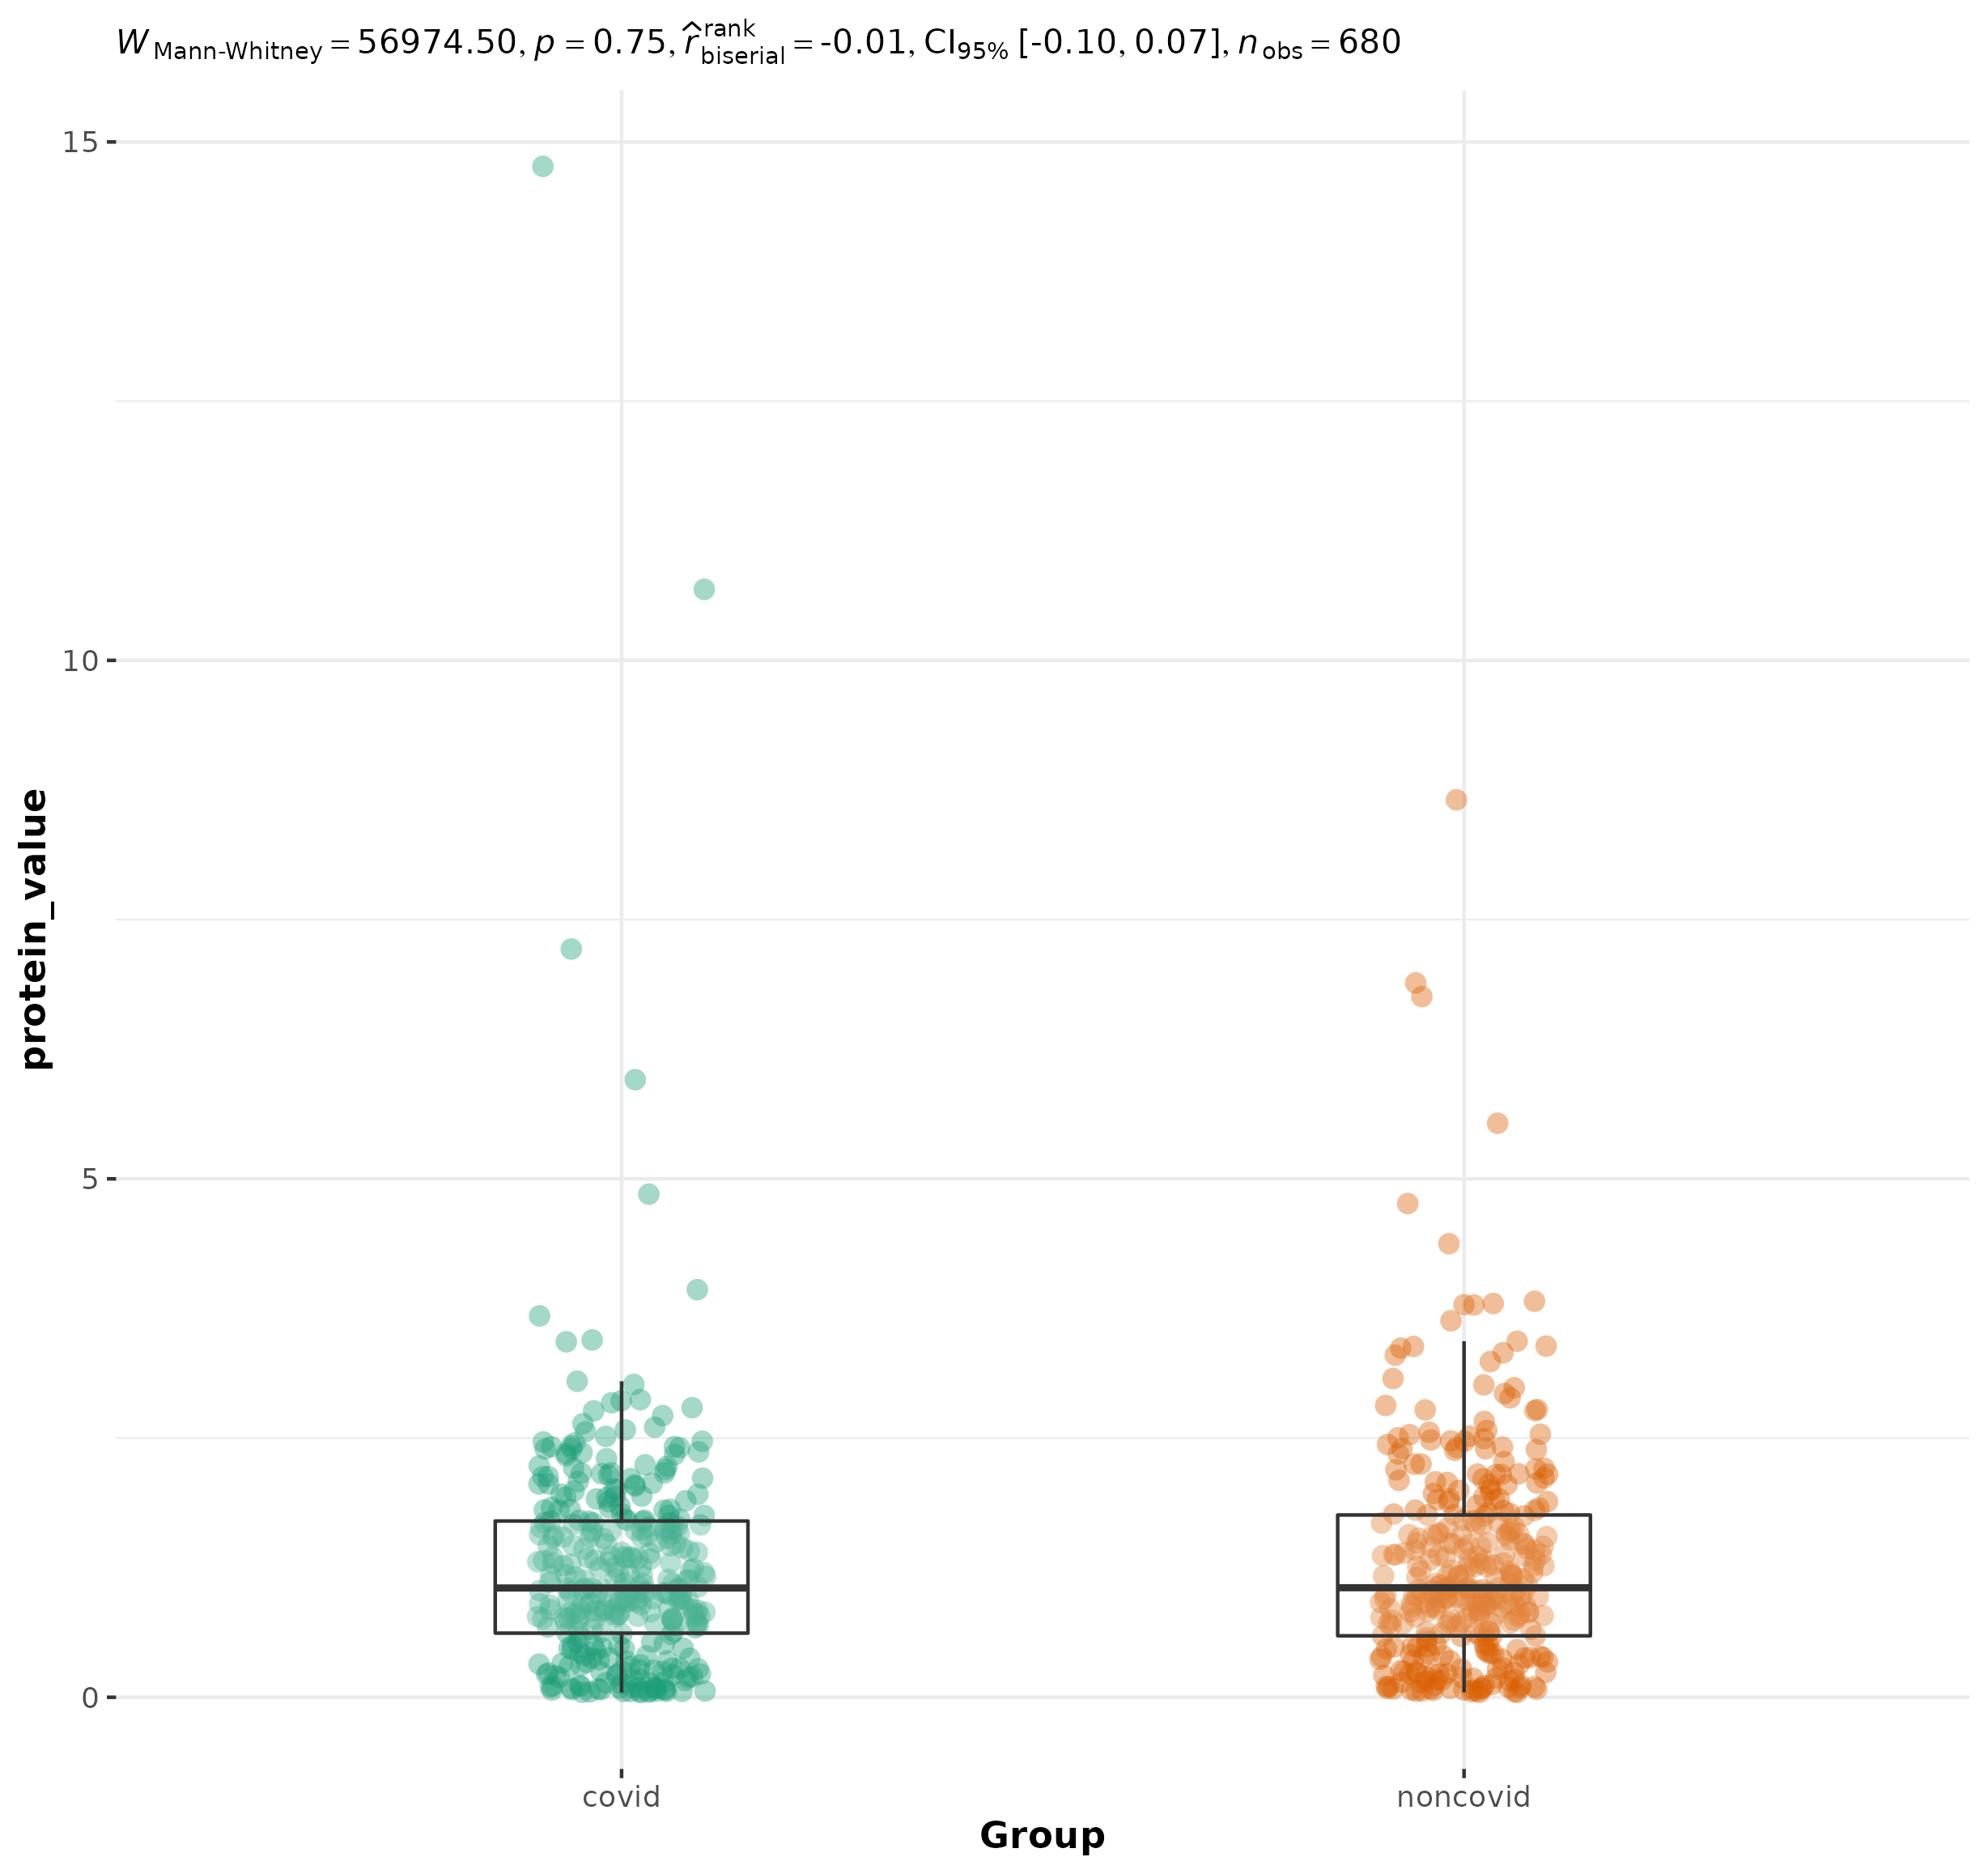 W Mann-Whitney = 56974.50, p = 0.75, r̂ rank biserial = -0.01, CI95% [-0.10, 0.07], n obs = 680
15
10
5
0
protein_value
covid noncovid
Group